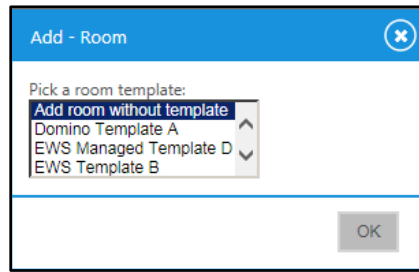 Add - Room
Pick a room template:
Add room without template
Domino Template A
EWS Managed Template D
EWS Template B
OK